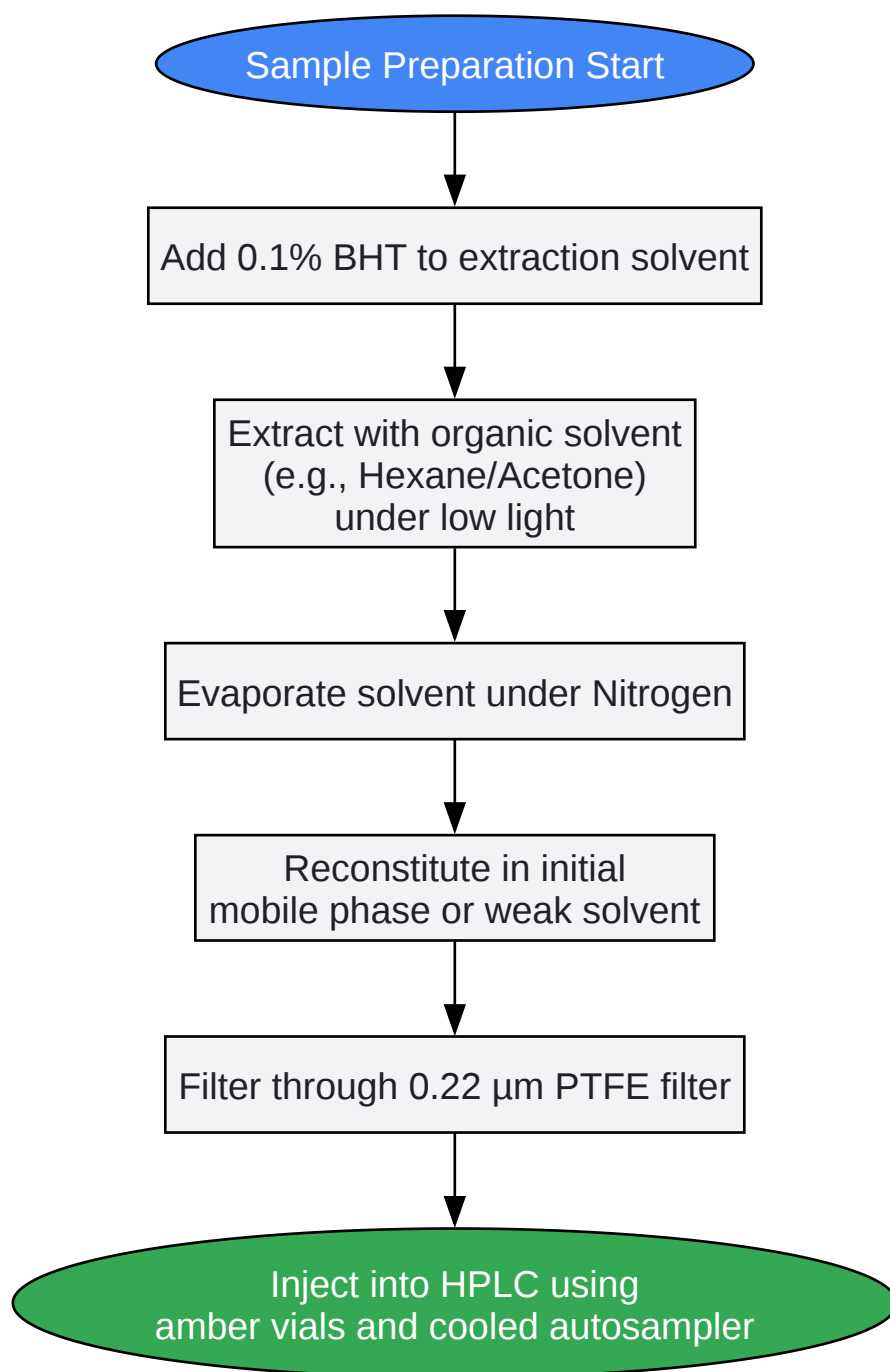 Sample Preparation Start
Add 0.1% BHT to extraction solvent
Extract with organic solvent
(e.g., Hexane/Acetone)
under low light
Evaporate solvent under Nitrogen
Reconstitute in initial
mobile phase or weak solvent
Filter through 0.22 µm PTFE filter
Inject into HPLC using
amber vials and cooled autosampler